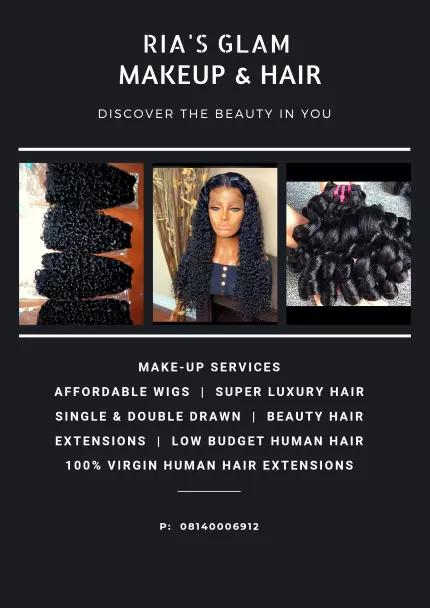 RIA'S GLAM
MAKEUP & HAIR
DISCOVER THE BEAUTY IN YOU
MAKE-UP SERVICES
AFFORDABLE WIGS | SUPER LUXURY HAIR
SINGLE & DOUBLE DRAWN | BEAUTY HAIR
EXTENSIONS | LOW BUDGET HUMAN HAIR
100% VIRGIN HUMAN HAIR EXTENSIONS
P: 08140006912